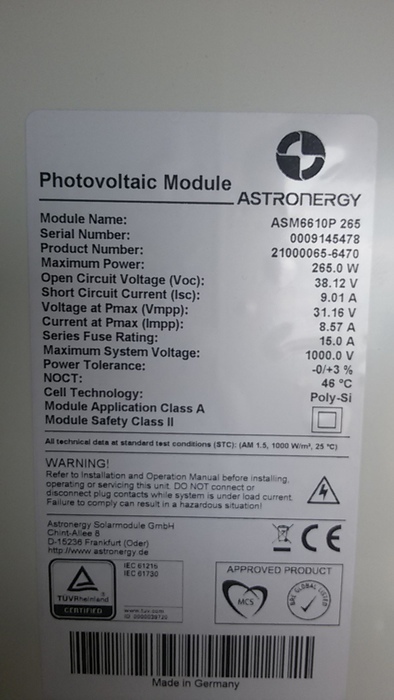 Photovoltaic Module
ASTRONERGY
Module Name: ASM6610P 265
Serial Number: 0009145478
Product Number: 21000065-6470
Maximum Power: 265.0 W
Open Circuit Voltage (Voc): 38.12 V
Short Circuit Current (Isc): 9.01 A
Voltage at Pmax (Vmpp): 31.16 V
Current at Pmax (Impp): 8.57 A
Series Fuse Rating: 15.0 A
Maximum System Voltage: 1000.0 V
Power Tolerance: -0/+3 %
NOCT: 46 °C
Cell Technology: Poly-Si
Module Application Class A
Module Safety Class II
All technical data at standard test conditions (STC): (AM 1.5, 1000 W/m², 25 °C)
WARNING!
Refer to Installation and Operation Manual before installing,
operating or servicing this unit. DO NOT connect or
disconnect plug contacts while system is under load current.
Failure to comply can result in a hazardous situation!
Astronergy Solarmodule GmbH
Chint-Allee 8
D-15236 Frankfurt (Oder)
http://www.astronergy.de
CE
TÜVRheinland
CERTIFIED
IEC 61215
IEC 61730
www.tuv.com
APPROVED PRODUCT
MCS
Made in Germany